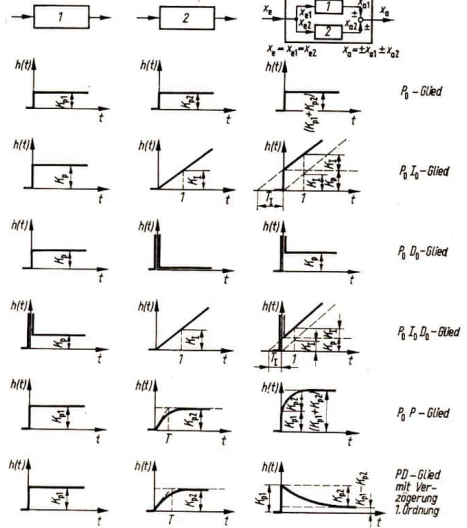 1 2 xe xe1 xe2 1 2 xa1 xa2 ± ± xa
xe = xe1 = xe2 xa = ±xa1 ± xa2
h(t) Kp1 t h(t) Kp2 t h(t) (Kp1+Kp2) t P0-Glied
h(t) Kp t h(t) KI 1 t h(t) TI 1 KI Kp KI t P0 I0-Glied
h(t) Kp t h(t) t h(t) Kp t P0 D0-Glied
h(t) Kp t h(t) KI 1 t h(t) TI 1 KI Kp KI t P0 I0 D0-Glied
h(t) Kp1 t h(t) T Kp2 t h(t) Kp1 Kp2 (Kp1+Kp2) t P0 P-Glied
h(t) Kp1 t h(t) T Kp2 t h(t) Kp1 Kp2 Kp1-Kp2 t PD-Glied
mit Ver-
zögerung
1. Ordnung